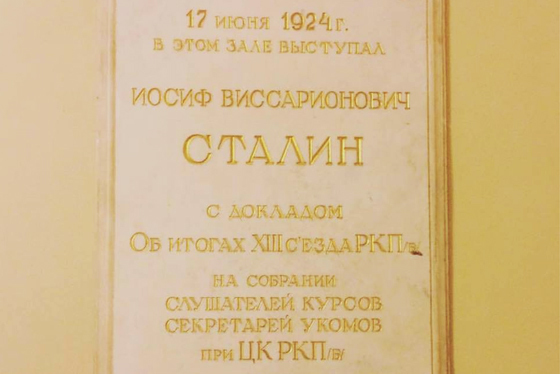 17 ИЮНЯ 1924 Г.
В ЭТОМ ЗАЛЕ ВЫСТУПАЛ
ИОСИФ ВИССАРИОНОВИЧ
СТАЛИН
С ДОКЛАДОМ
ОБ ИТОГАХ XIII С'ЕЗДА РКП/Б/
НА СОБРАНИИ
СЛУШАТЕЛЕЙ КУРСОВ
СЕКРЕТАРЕЙ УКОМОВ
ПРИ ЦК РКП/Б/